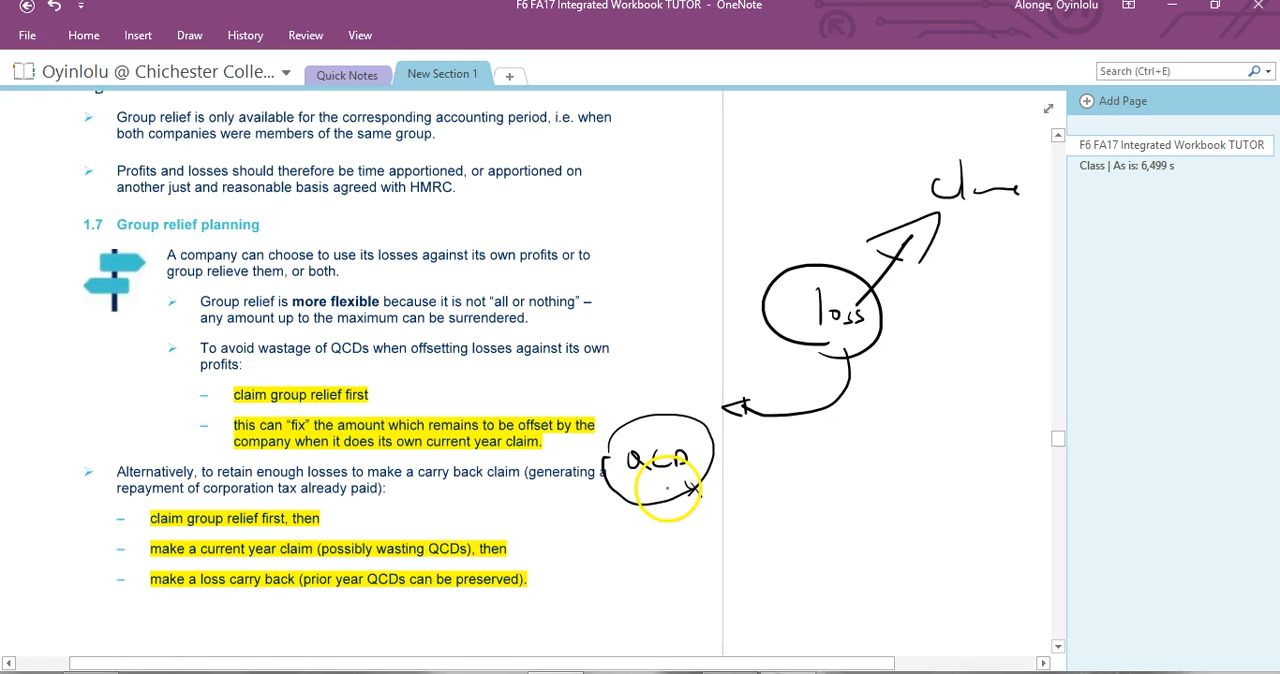 F6 FA17 Integrated Workbook TUTOR - OneNote
Alonge, Oyinlolu
File Home Insert Draw History Review View
Oyinlolu @ Chichester Colle...
Quick Notes
New Section 1
Search (Ctrl+E)
Add Page
F6 FA17 Integrated Workbook TUTOR
Class | As is: 6,499 s
Group relief is only available for the corresponding accounting period, i.e. when
both companies were members of the same group.
Profits and losses should therefore be time apportioned, or apportioned on
another just and reasonable basis agreed with HMRC.
1.7 Group relief planning
A company can choose to use its losses against its own profits or to
group relieve them, or both.
Group relief is more flexible because it is not “all or nothing” –
any amount up to the maximum can be surrendered.
To avoid wastage of QCDs when offsetting losses against its own
profits:
– claim group relief first
– this can “fix” the amount which remains to be offset by the
company when it does its own current year claim.
Alternatively, to retain enough losses to make a carry back claim (generating a
repayment of corporation tax already paid):
– claim group relief first, then
– make a current year claim (possibly wasting QCDs), then
– make a loss carry back (prior year QCDs can be preserved).
loss
QCD